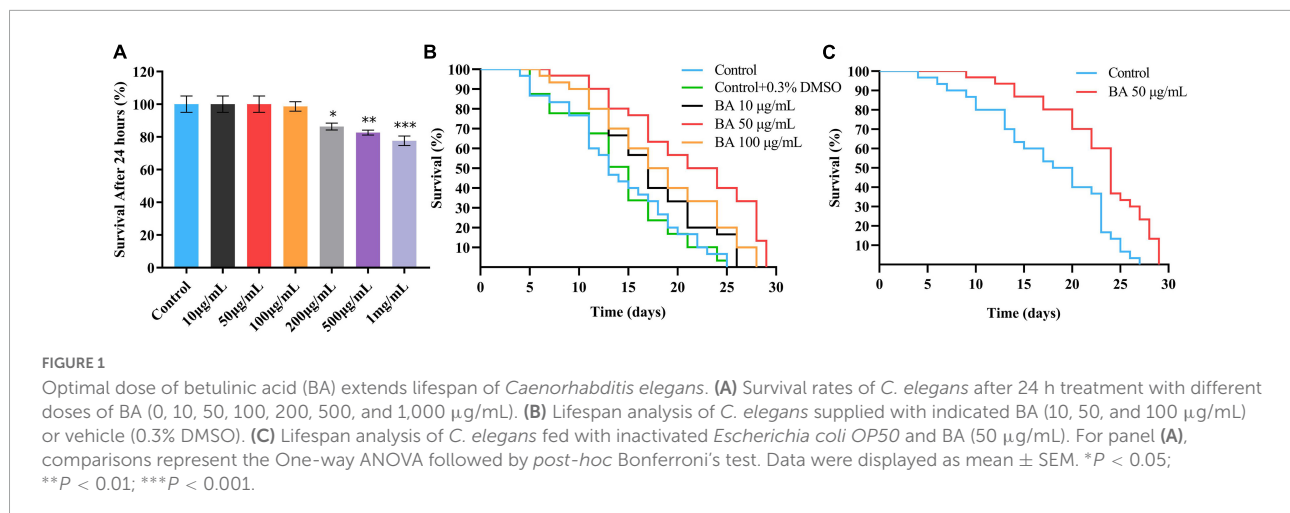 A
Survival After 24 hours (%)
120
100
80
60
40
20
0
*
**
***
Control
10µg/mL
50µg/mL
100µg/mL
200µg/mL
500µg/mL
1mg/mL
B
Survival (%)
100
90
80
70
60
50
40
30
20
10
0 5 10 15 20 25 30
Time (days)
Control
Control+0.3% DMSO
BA 10 µg/mL
BA 50 µg/mL
BA 100 µg/mL
C
Survival (%)
100
90
80
70
60
50
40
30
20
10
0 5 10 15 20 25 30
Time (days)
Control
BA 50 µg/mL
FIGURE 1
Optimal dose of betulinic acid (BA) extends lifespan of Caenorhabditis elegans. (A) Survival rates of C. elegans after 24 h treatment with different
doses of BA (0, 10, 50, 100, 200, 500, and 1,000 µg/mL). (B) Lifespan analysis of C. elegans supplied with indicated BA (10, 50, and 100 µg/mL)
or vehicle (0.3% DMSO). (C) Lifespan analysis of C. elegans fed with inactivated Escherichia coli OP50 and BA (50 µg/mL). For panel (A),
comparisons represent the One-way ANOVA followed by post-hoc Bonferroni's test. Data were displayed as mean ± SEM. *P < 0.05;
**P < 0.01; ***P < 0.001.